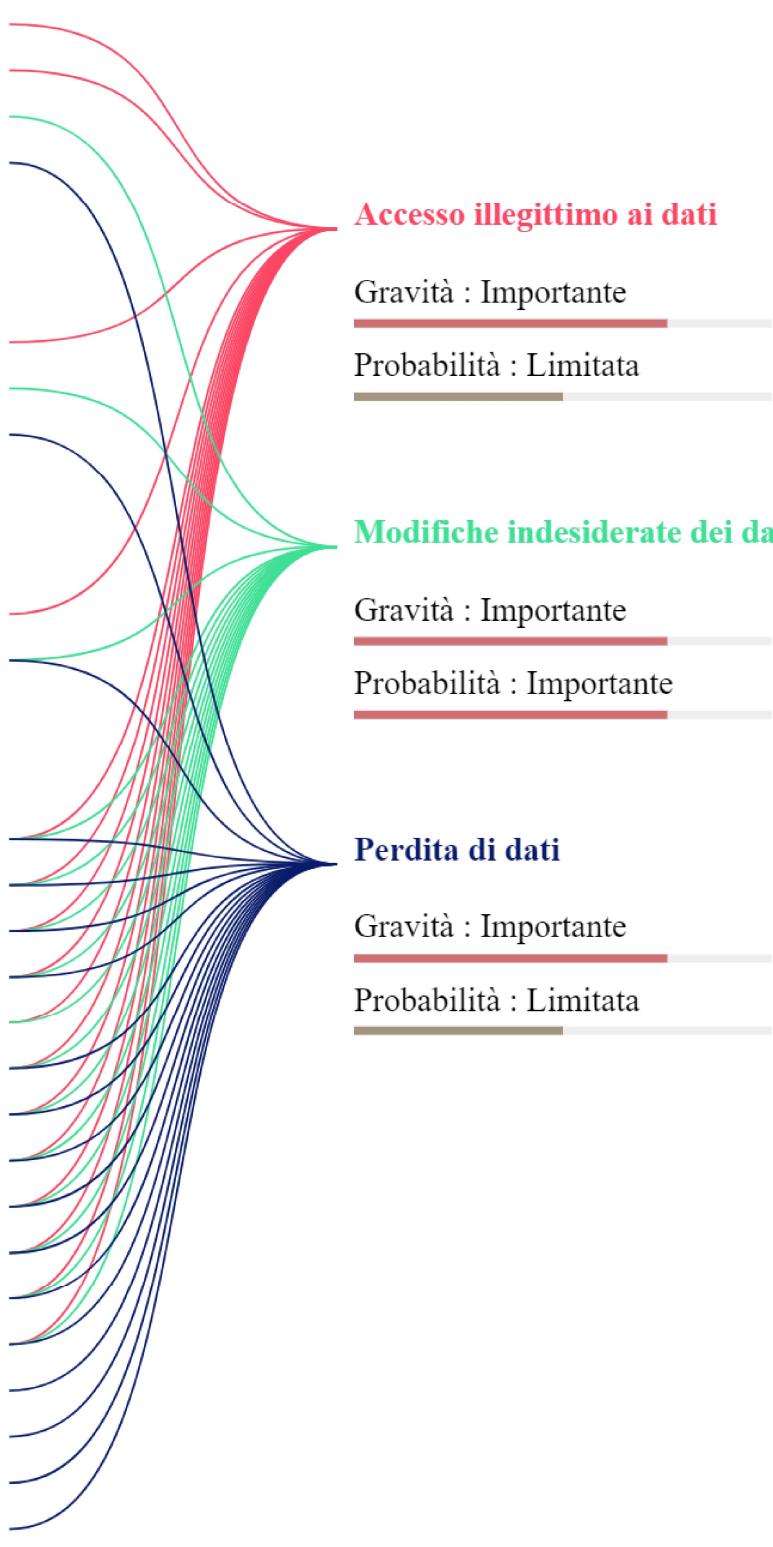 Accesso illegittimo ai dati
Gravità : Importante
Probabilità : Limitata
Modifiche indesiderate dei da
Gravità : Importante
Probabilità : Importante
Perdita di dati
Gravità : Importante
Probabilità : Limitata